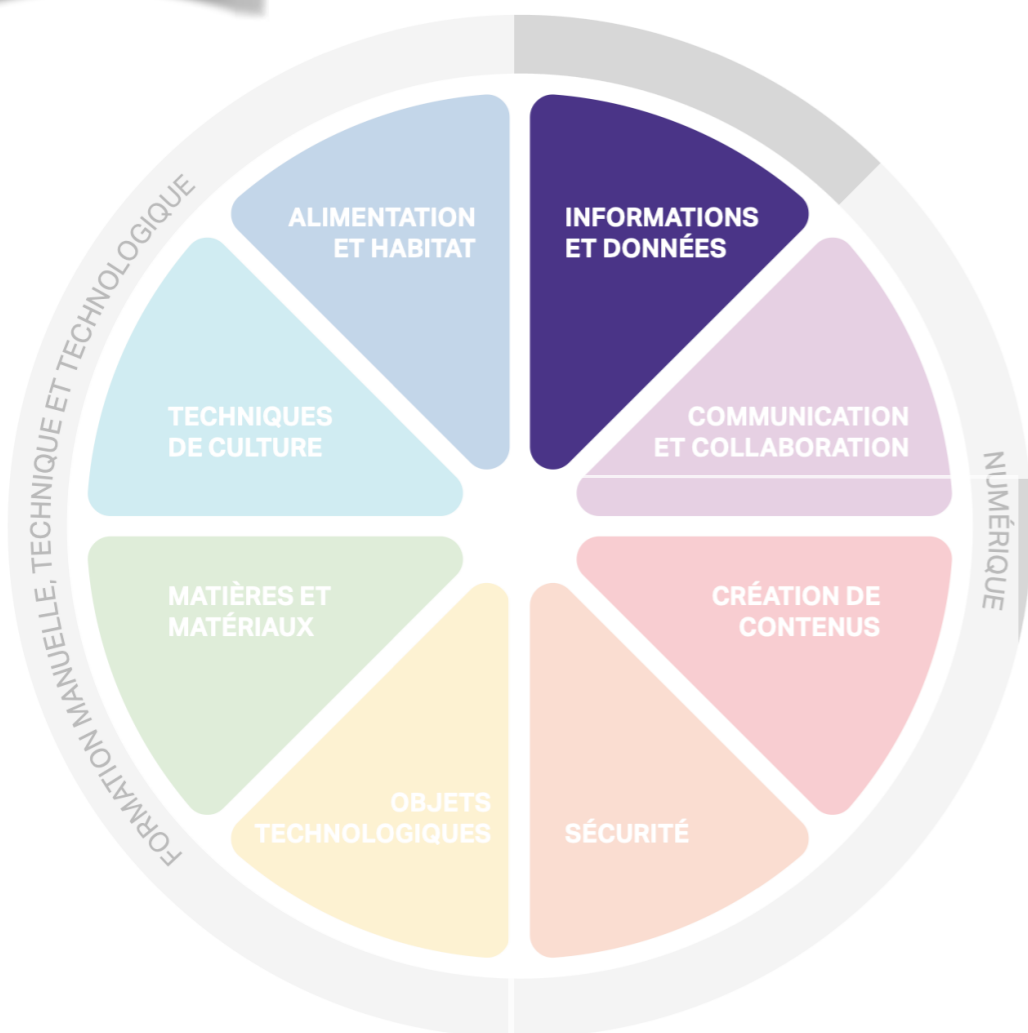 ALIMENTATION
ET HABITAT
INFORMATIONS
ET DONNÉES
TECHNIQUES
DE CULTURE
COMMUNICATION
ET COLLABORATION
MATIÈRES ET
MATÉRIAUX
CRÉATION DE
CONTENUS
OBJETS
TECHNOLOGIQUES
SÉCURITÉ
FORMATION MANUELLE, TECHNIQUE ET TECHNOLOGIQUE
NUMÉRIQUE